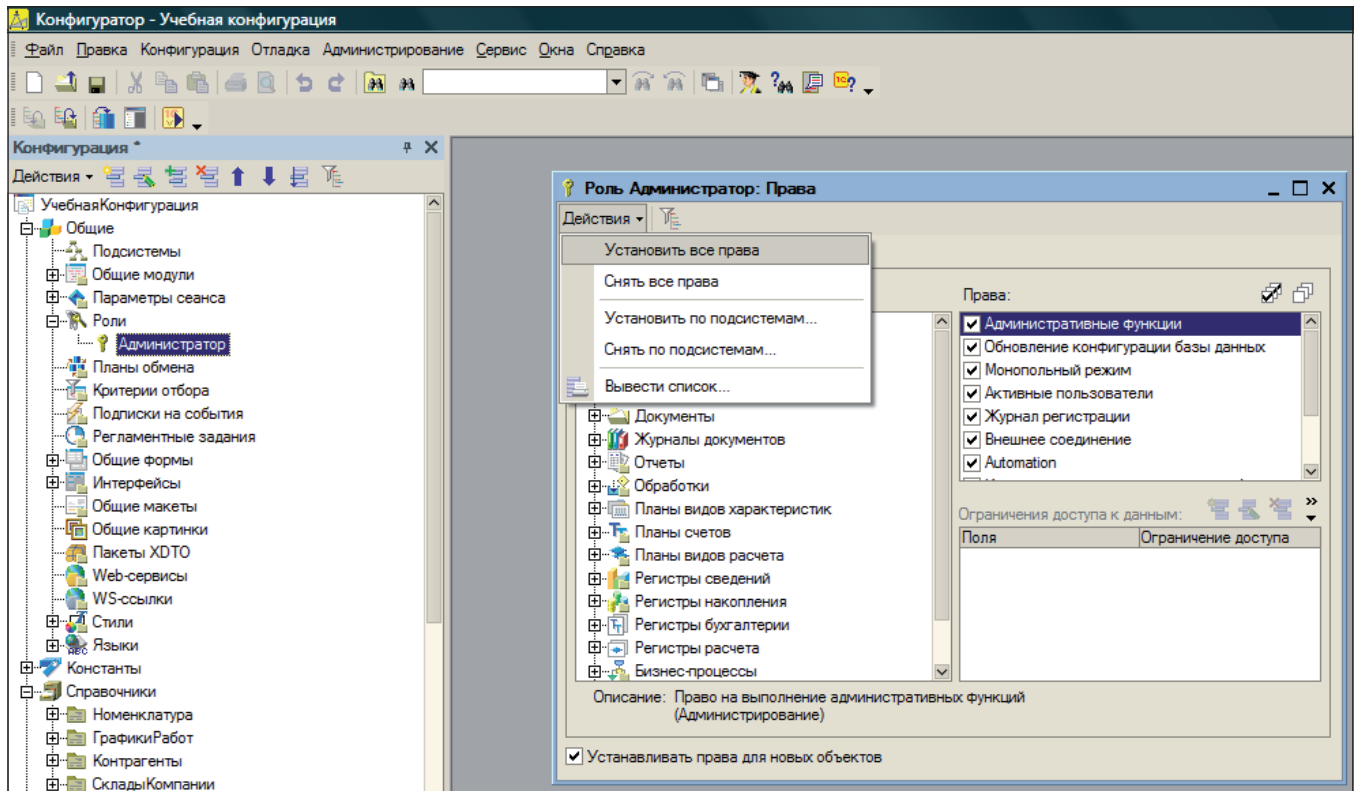 Конфигуратор - Учебная конфигурация
Файл Правка Конфигурация Отладка Администрирование Сервис Окна Справка
Конфигурация *
Действия
УчебнаяКонфигурация
Общие
Подсистемы
Общие модули
Параметры сеанса
Роли
Администратор
Планы обмена
Критерии отбора
Подписки на события
Регламентные задания
Общие формы
Интерфейсы
Общие макеты
Общие картинки
Пакеты XDTO
Web-сервисы
WS-ссылки
Стили
Языки
Константы
Справочники
Номенклатура
ГрафикиРабот
Контрагенты
СкладыКомпании
Роль Администратор: Права
Действия
Установить все права
Снять все права
Установить по подсистемам...
Снять по подсистемам...
Вывести список...
Документы
Журналы документов
Отчеты
Обработки
Планы видов характеристик
Планы счетов
Планы видов расчета
Регистры сведений
Регистры накопления
Регистры бухгалтерии
Регистры расчета
Бизнес-процессы
Права:
Административные функции
Обновление конфигурации базы данных
Монопольный режим
Активные пользователи
Журнал регистрации
Внешнее соединение
Automation
Ограничения доступа к данным:
Поля Ограничение доступа
Описание: Право на выполнение административных функций
(Администрирование)
Устанавливать права для новых объектов